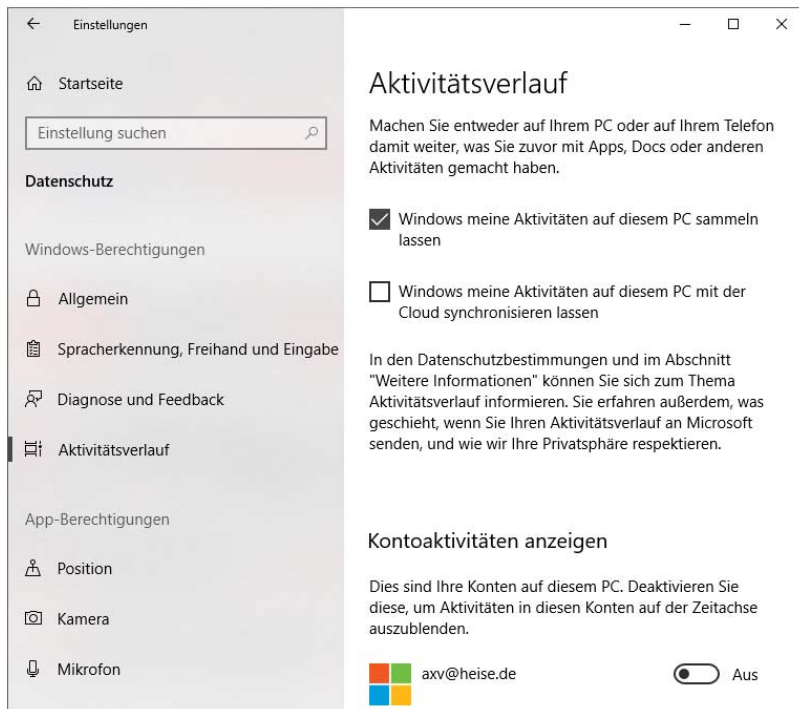 Einstellungen
Startseite
Einstellung suchen
Datenschutz
Windows-Berechtigungen
Allgemein
Spracherkennung, Freihand und Eingabe
Diagnose und Feedback
Aktivitätsverlauf
App-Berechtigungen
Position
Kamera
Mikrofon
Aktivitätsverlauf
Machen Sie entweder auf Ihrem PC oder auf Ihrem Telefon
damit weiter, was Sie zuvor mit Apps, Docs oder anderen
Aktivitäten gemacht haben.
Windows meine Aktivitäten auf diesem PC sammeln
lassen
Windows meine Aktivitäten auf diesem PC mit der
Cloud synchronisieren lassen
In den Datenschutzbestimmungen und im Abschnitt
"Weitere Informationen" können Sie sich zum Thema
Aktivitätsverlauf informieren. Sie erfahren außerdem, was
geschieht, wenn Sie Ihren Aktivitätsverlauf an Microsoft
senden, und wie wir Ihre Privatsphäre respektieren.
Kontoaktivitäten anzeigen
Dies sind Ihre Konten auf diesem PC. Deaktivieren Sie
diese, um Aktivitäten in diesen Konten auf der Zeitachse
auszublenden.
axv@heise.de
Aus